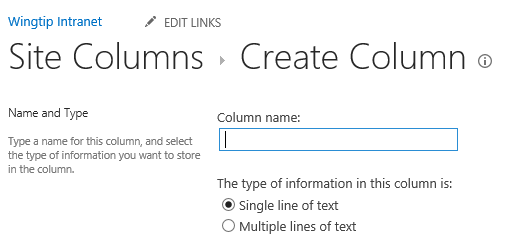 Wingtip Intranet EDIT LINKS
Site Columns ▸ Create Column
Name and Type
Type a name for this column, and select
the type of information you want to store
in the column.
Column name:
The type of information in this column is:
Single line of text
Multiple lines of text